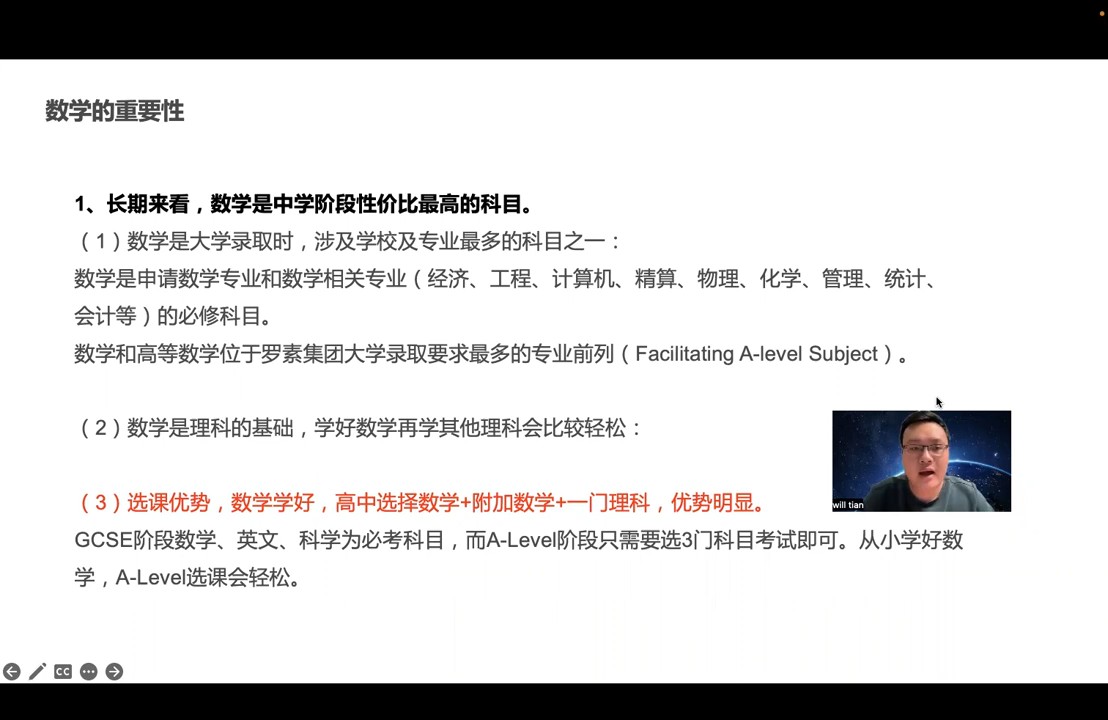 数学的重要性
1、长期来看，数学是中学阶段性价比最高的科目。
（1）数学是大学录取时，涉及学校及专业最多的科目之一：
数学是申请数学专业和数学相关专业（经济、工程、计算机、精算、物理、化学、管理、统计、
会计等）的必修科目。
数学和高等数学位于罗素集团大学录取要求最多的专业前列（Facilitating A-level Subject）。
（2）数学是理科的基础，学好数学再学其他理科会比较轻松：
will tian
（3）选课优势，数学学好，高中选择数学+附加数学+一门理科，优势明显。
GCSE阶段数学、英文、科学为必考科目，而A-Level阶段只需要选3门科目考试即可。从小学好数
学，A-Level选课会轻松。
CC